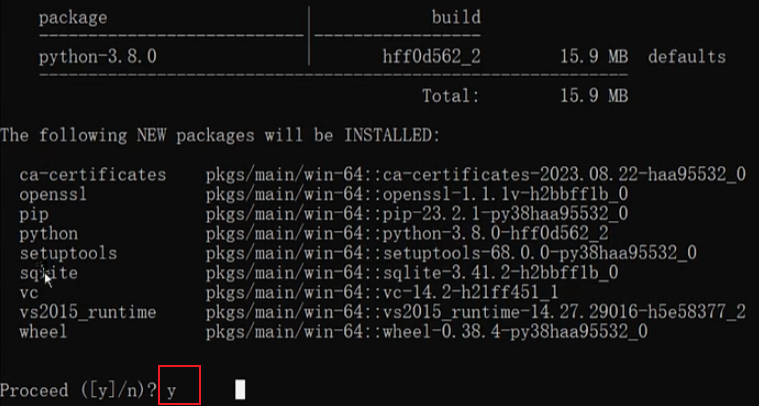 package build
python-3.8.0 hff0d562_2 15.9 MB defaults
Total: 15.9 MB
The following NEW packages will be INSTALLED:
ca-certificates pkgs/main/win-64::ca-certificates-2023.08.22-haa95532_0
openssl pkgs/main/win-64::openssl-1.1.1v-h2bbff1b_0
pip pkgs/main/win-64::pip-23.2.1-py38haa95532_0
python pkgs/main/win-64::python-3.8.0-hff0d562_2
setuptools pkgs/main/win-64::setuptools-68.0.0-py38haa95532_0
sqlite pkgs/main/win-64::sqlite-3.41.2-h2bbff1b_0
vc pkgs/main/win-64::vc-14.2-h21ff451_1
vs2015_runtime pkgs/main/win-64::vs2015_runtime-14.27.29016-h5e58377_2
wheel pkgs/main/win-64::wheel-0.38.4-py38haa95532_0
Proceed ([y]/n)? y